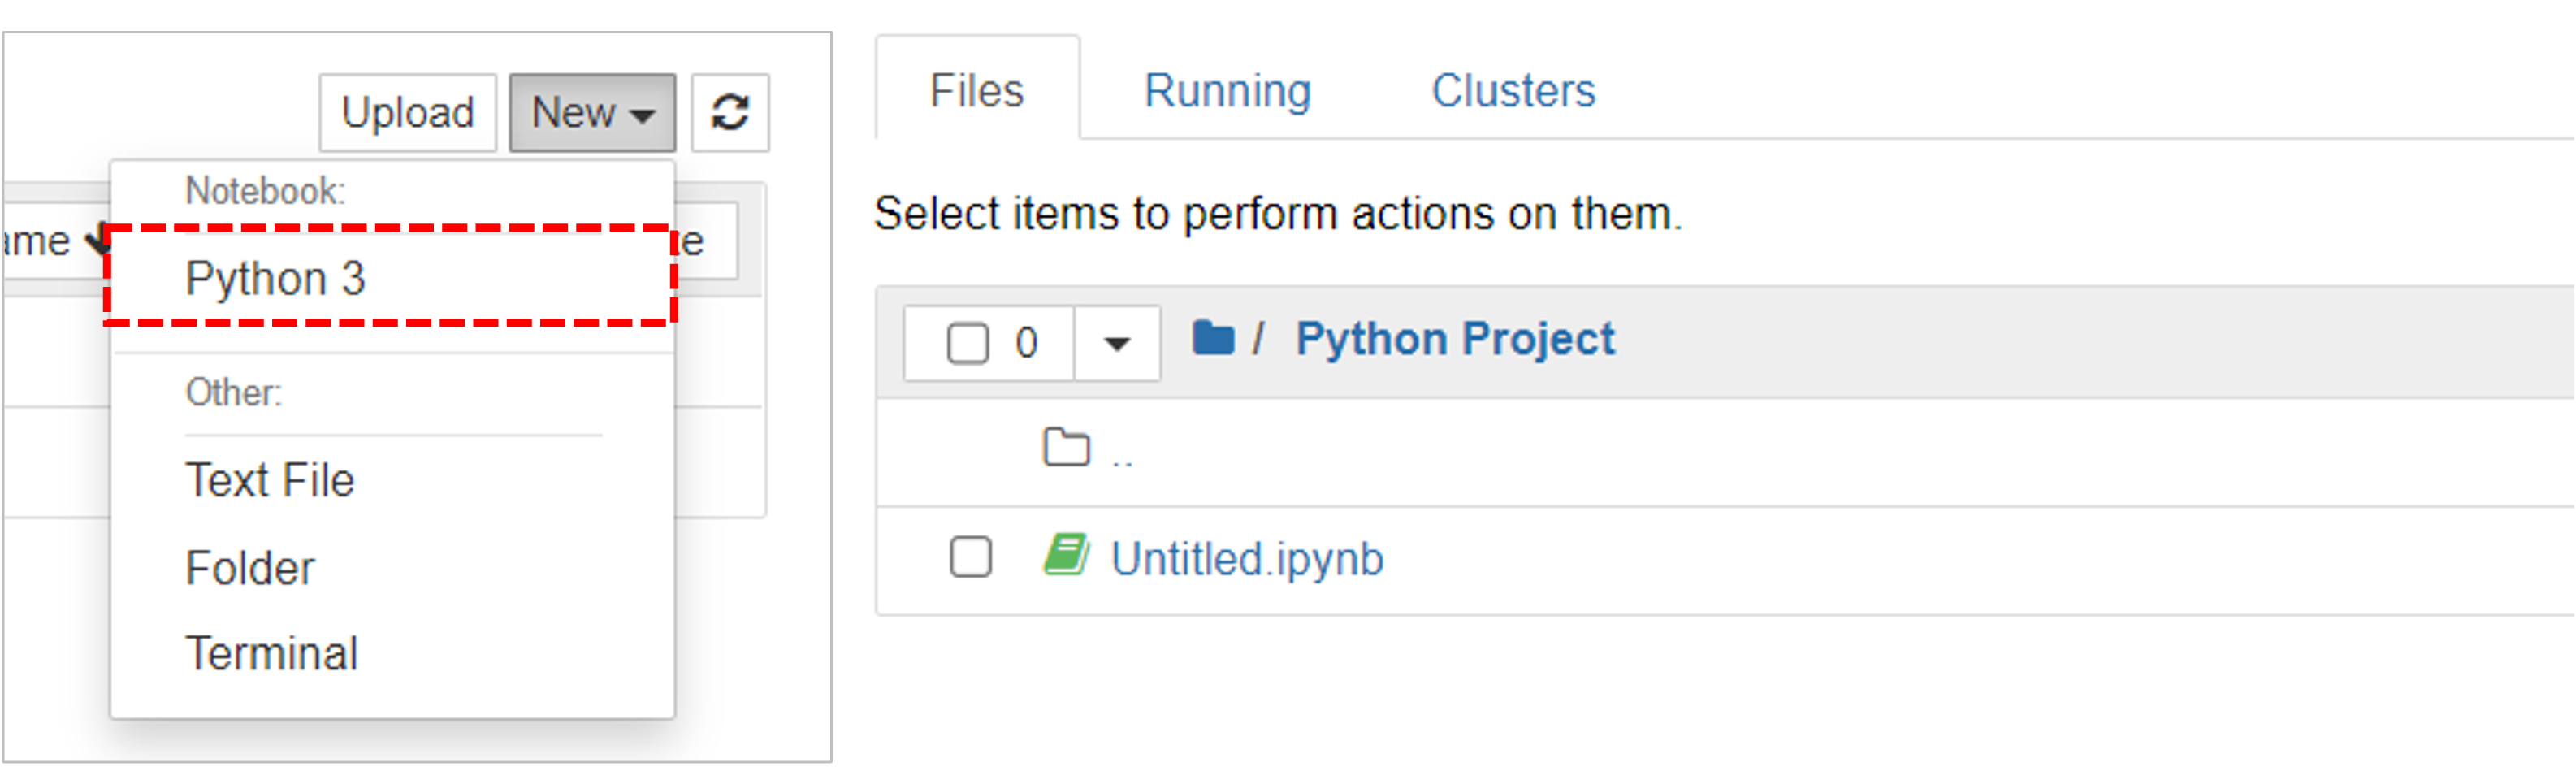 Upload New
Notebook:
ame
te
Python 3
Other:
Text File
Folder
Terminal
Files Running Clusters
Select items to perform actions on them.
0 / Python Project
..
Untitled.ipynb